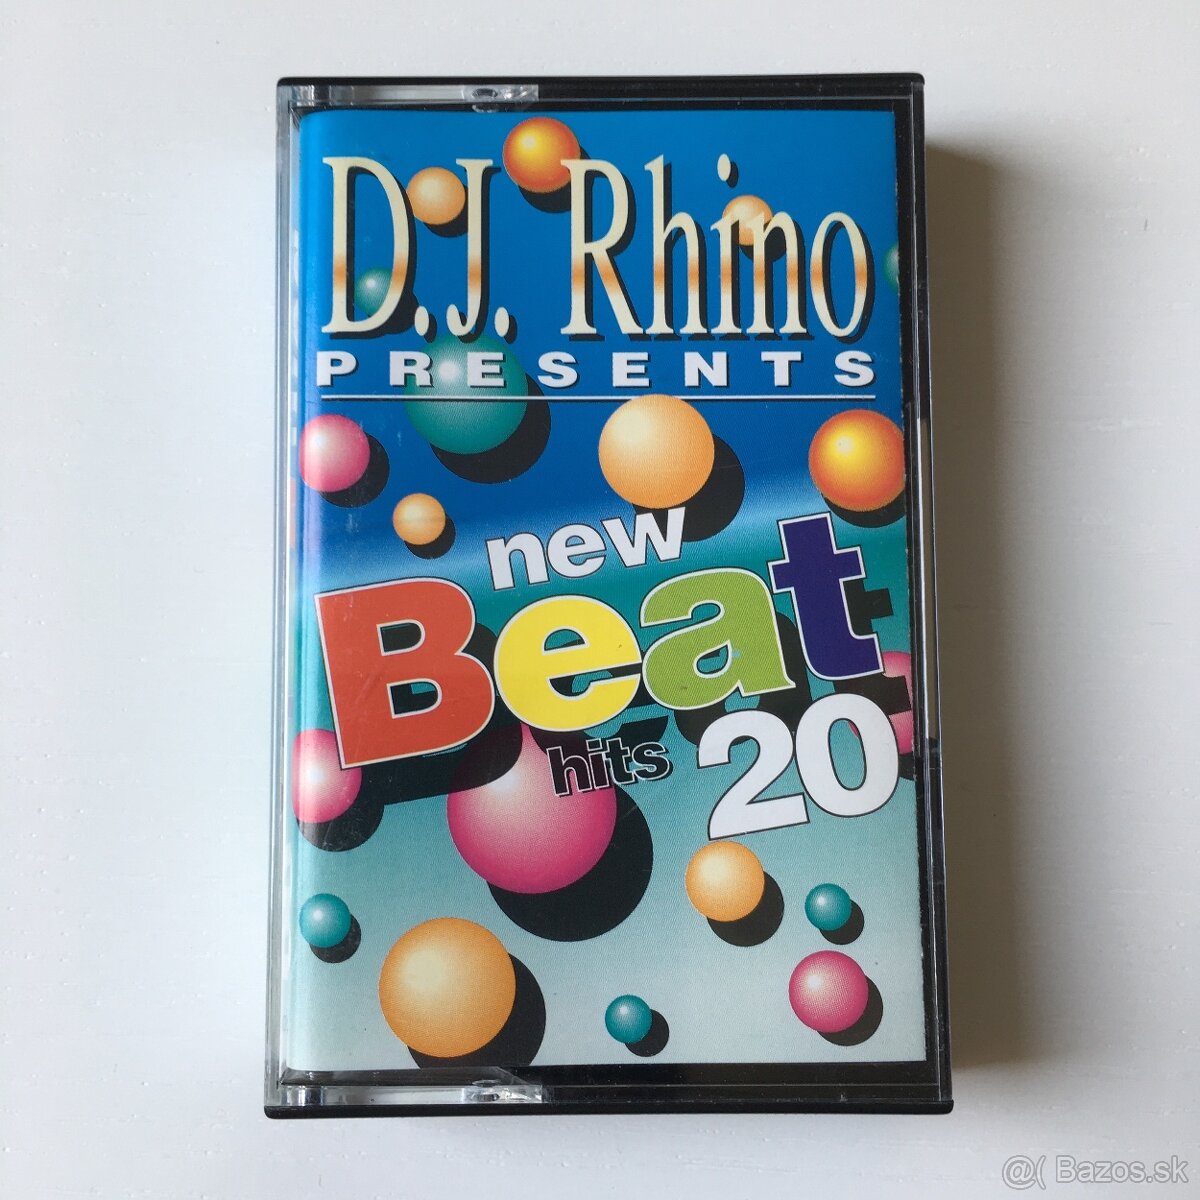 D.J. Rhino
PRESENTS
new
Beat
hits 20
@( Bazos.sk